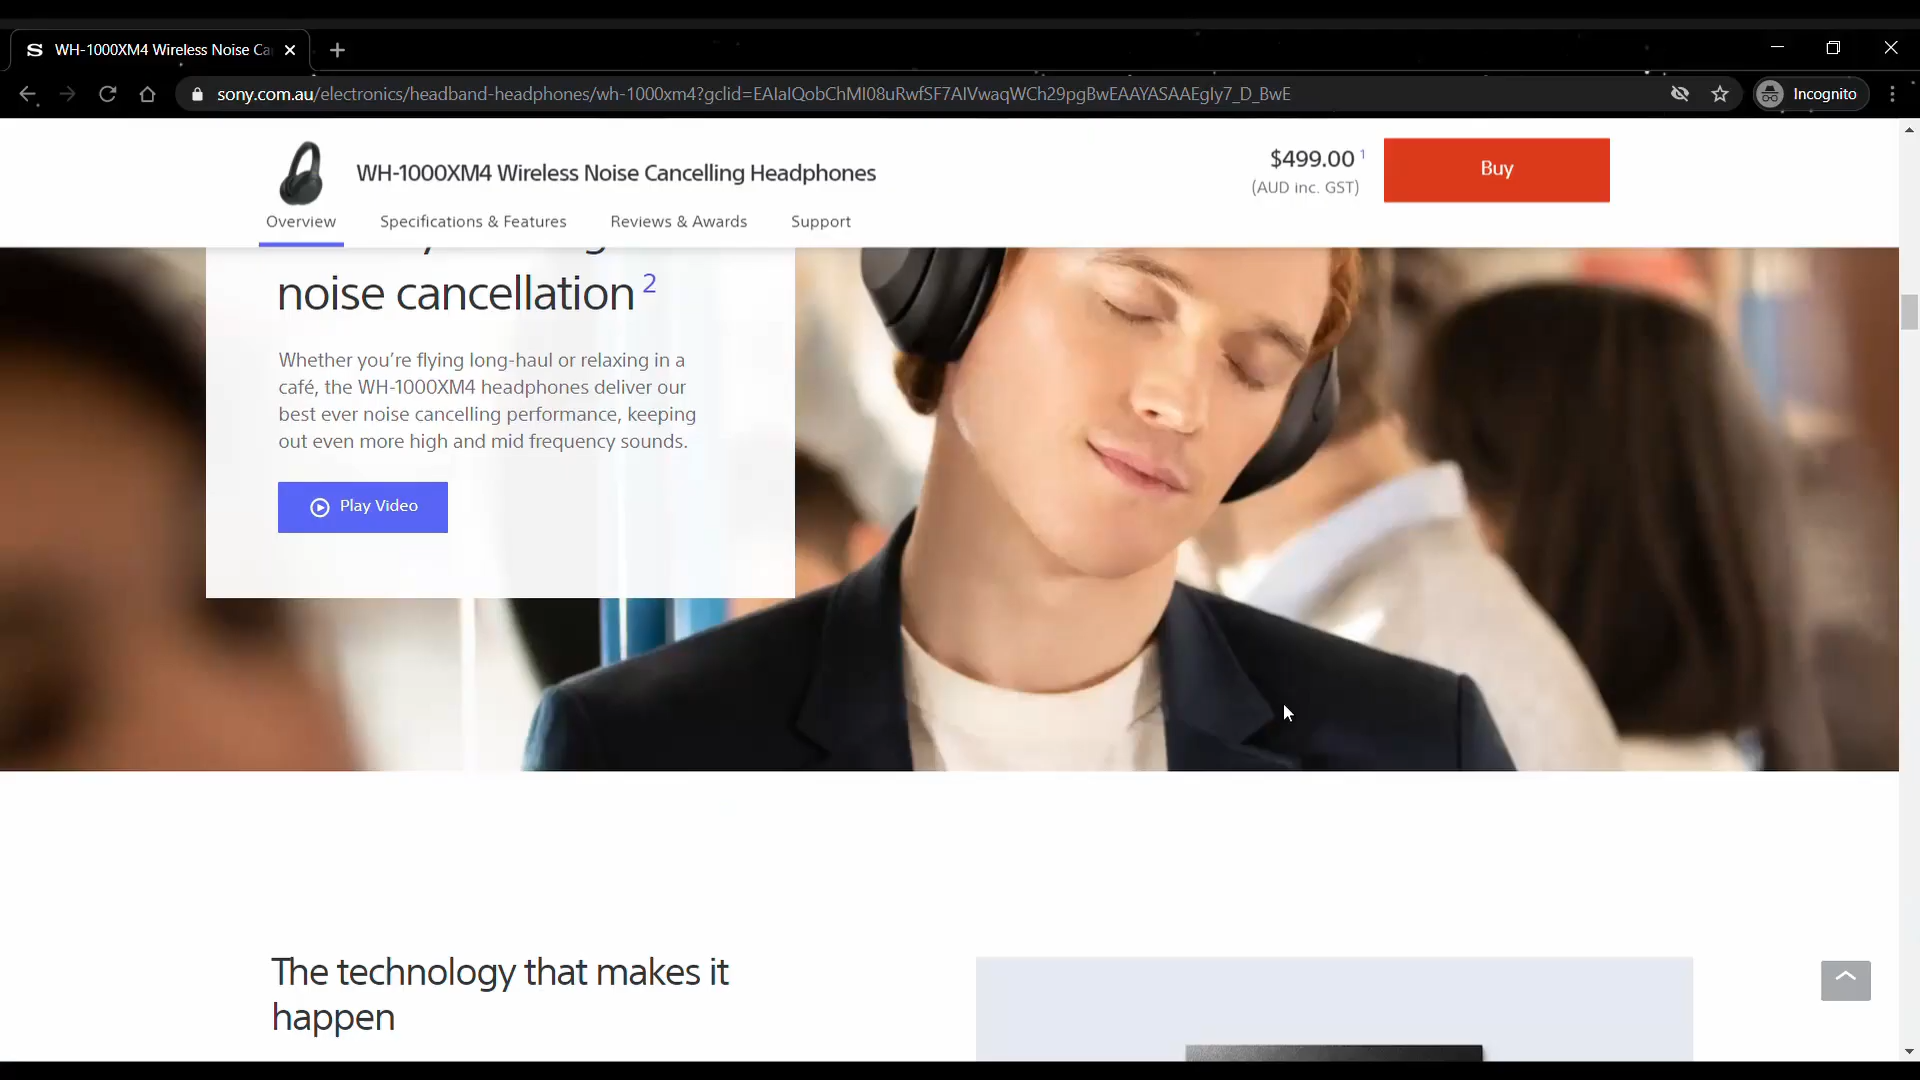 S WH-1000XM4 Wireless Noise Ca
sony.com.au/electronics/headband-headphones/wh-1000xm4?gclid=EAIaIQobChMI08uRwfSF7AIVwaqWCh29pgBwEAAYASAAEgIy7_D_BwE
Incognito
WH-1000XM4 Wireless Noise Cancelling Headphones
$499.00 1
(AUD inc. GST)
Buy
Overview
Specifications & Features
Reviews & Awards
Support
noise cancellation 2
Whether you’re flying long-haul or relaxing in a
café, the WH-1000XM4 headphones deliver our
best ever noise cancelling performance, keeping
out even more high and mid frequency sounds.
Play Video
The technology that makes it
happen